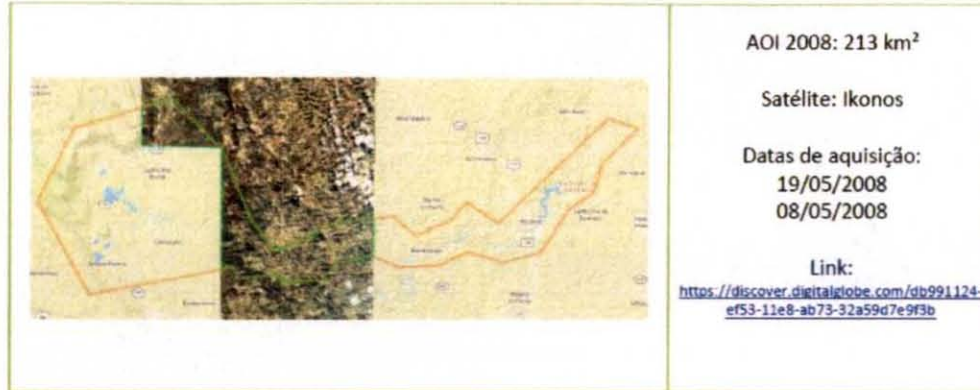 AOI 2008: 213 km²
Satélite: Ikonos
Datas de aquisição:
19/05/2008
08/05/2008
Link:
https://discover.digitalglobe.com/db991124-
ef53-11e8-ab73-32a59d7e9f3b